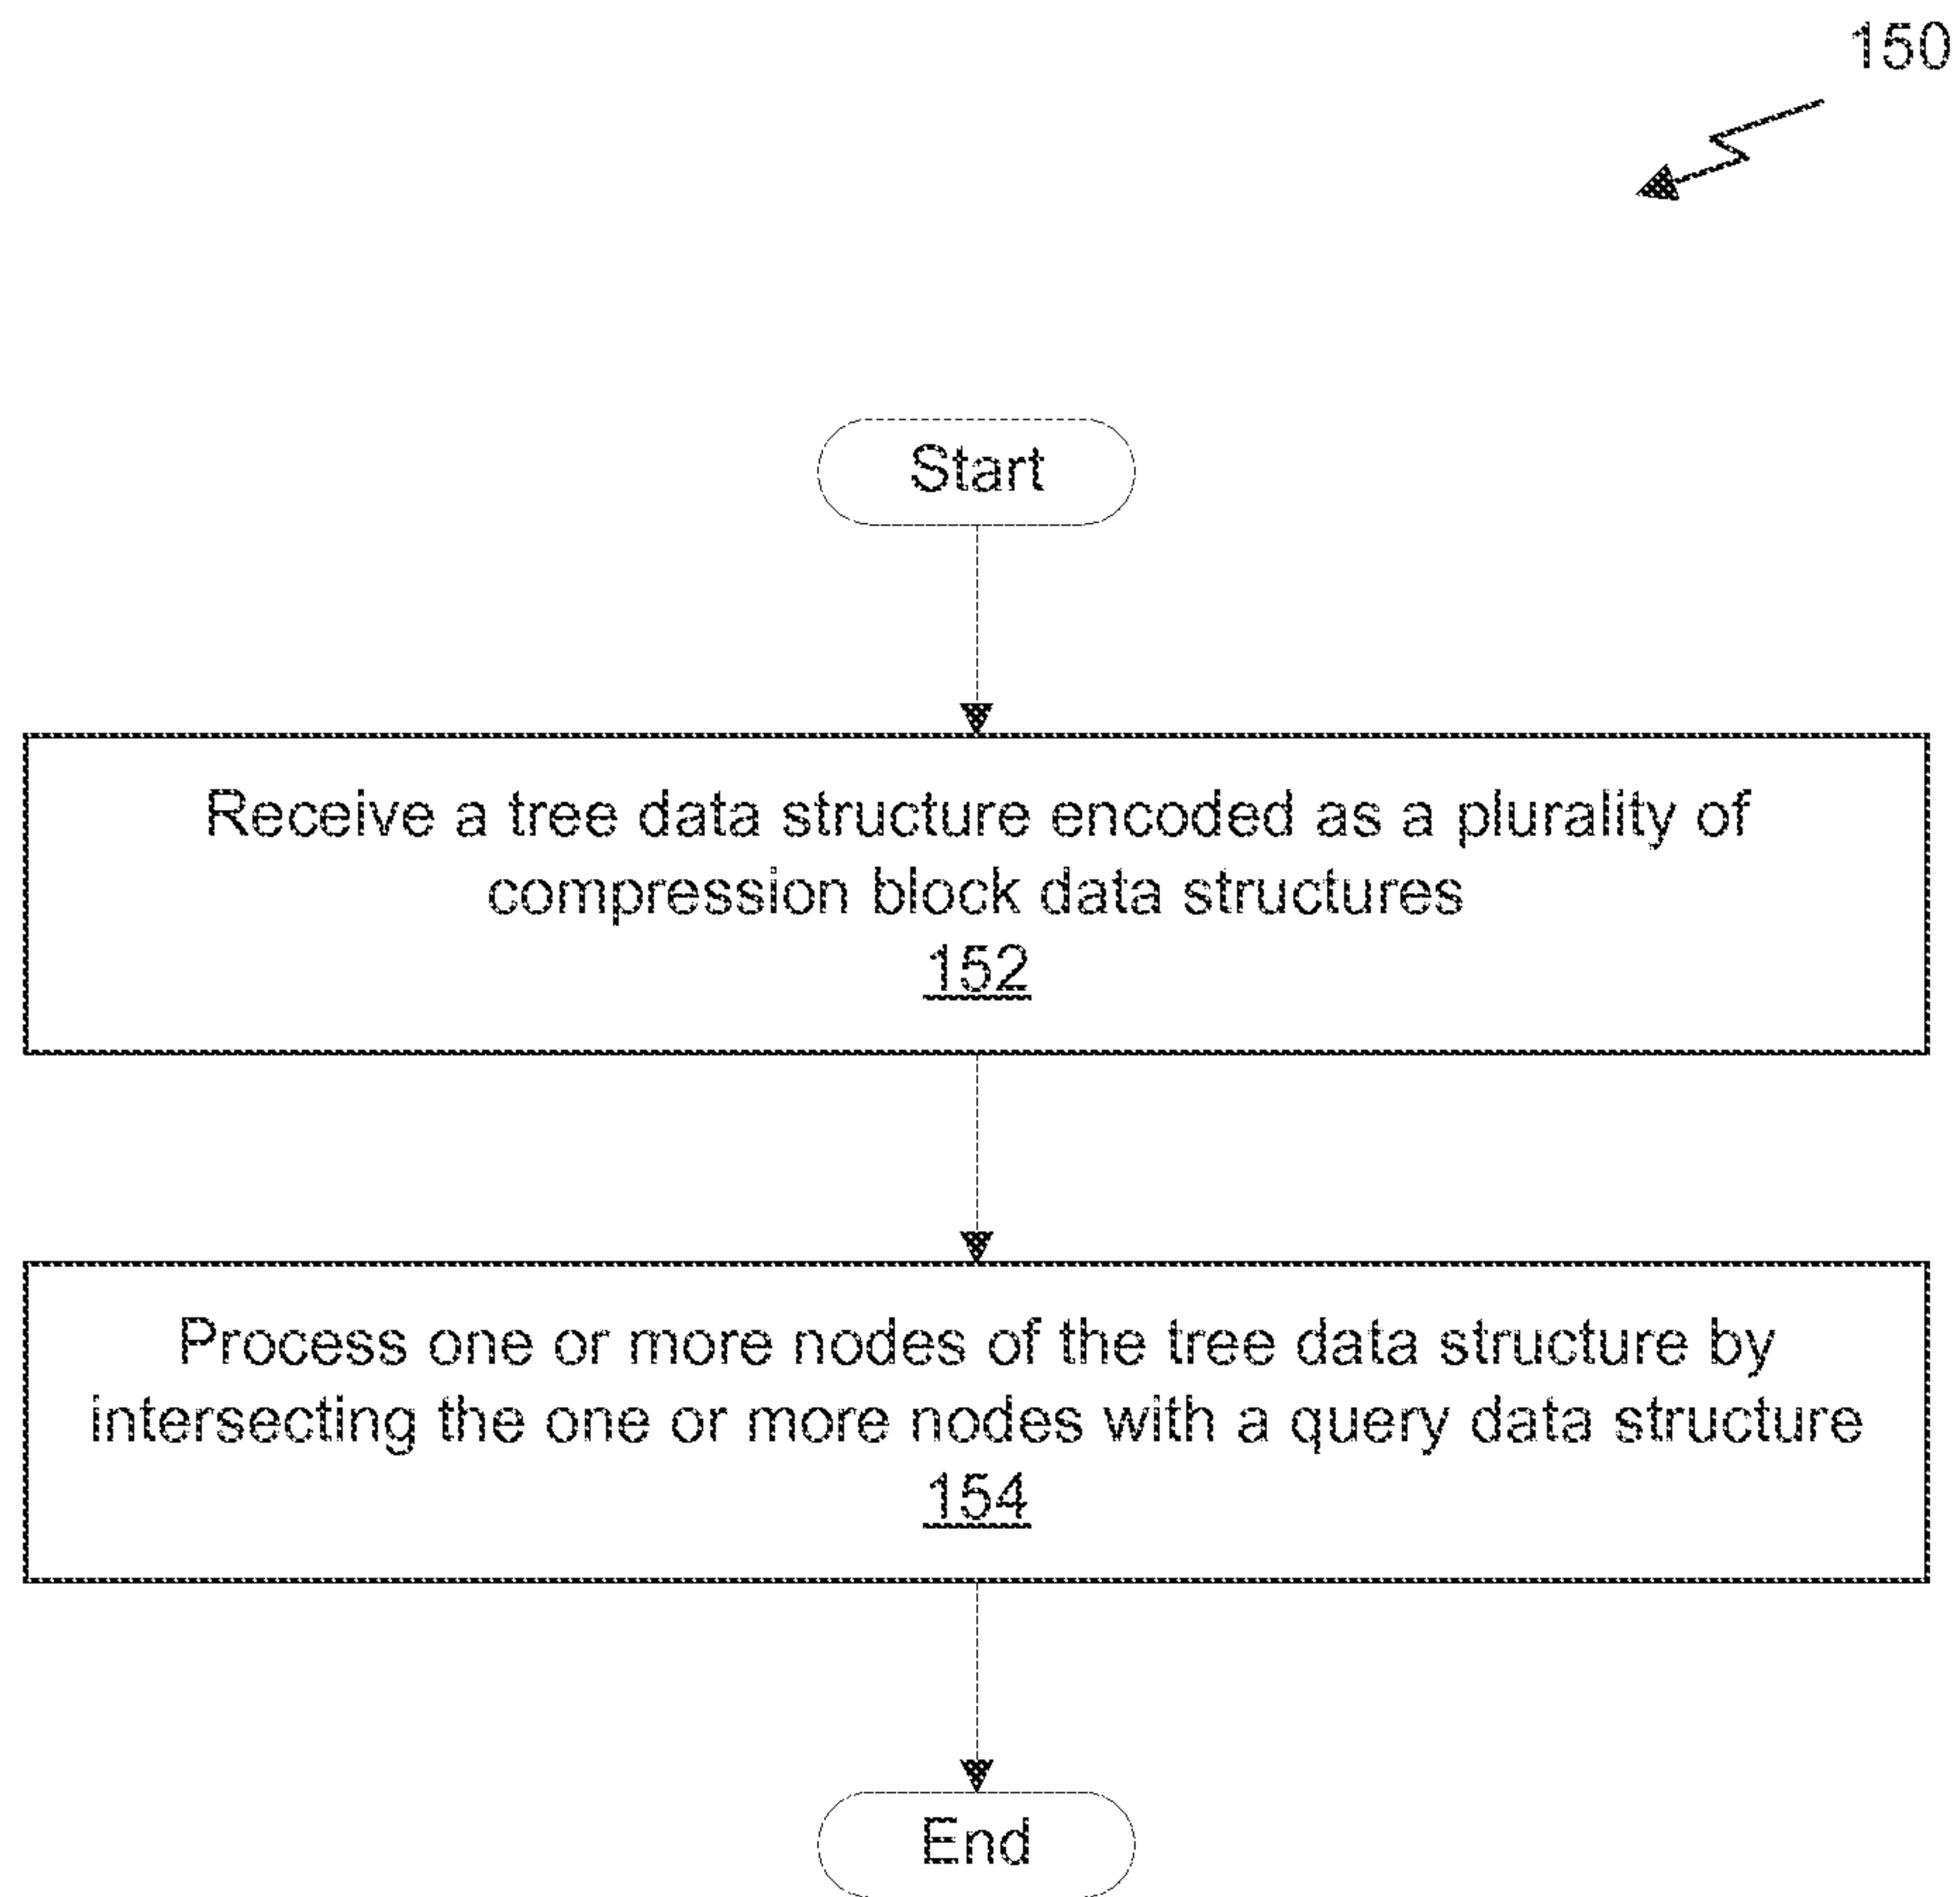 150
Start
Receive a tree data structure encoded as a plurality of
compression block data structures
152
Process one or more nodes of the tree data structure by
intersecting the one or more nodes with a query data structure
154
End